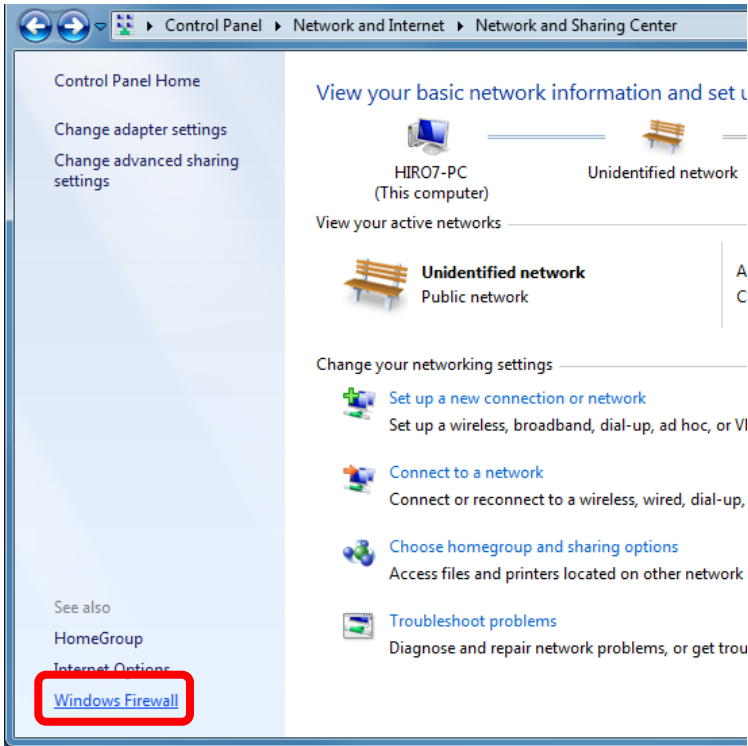 Control Panel ▸ Network and Internet ▸ Network and Sharing Center
Control Panel Home
Change adapter settings
Change advanced sharing
settings
See also
HomeGroup
Internet Options
Windows Firewall
View your basic network information and set
HIRO7-PC
(This computer)
Unidentified network
View your active networks
Unidentified network
Public network
A
C
Change your networking settings
Set up a new connection or network
Set up a wireless, broadband, dial-up, ad hoc, or
Connect to a network
Connect or reconnect to a wireless, wired, dial-up,
Choose homegroup and sharing options
Access files and printers located on other network
Troubleshoot problems
Diagnose and repair network problems, or get